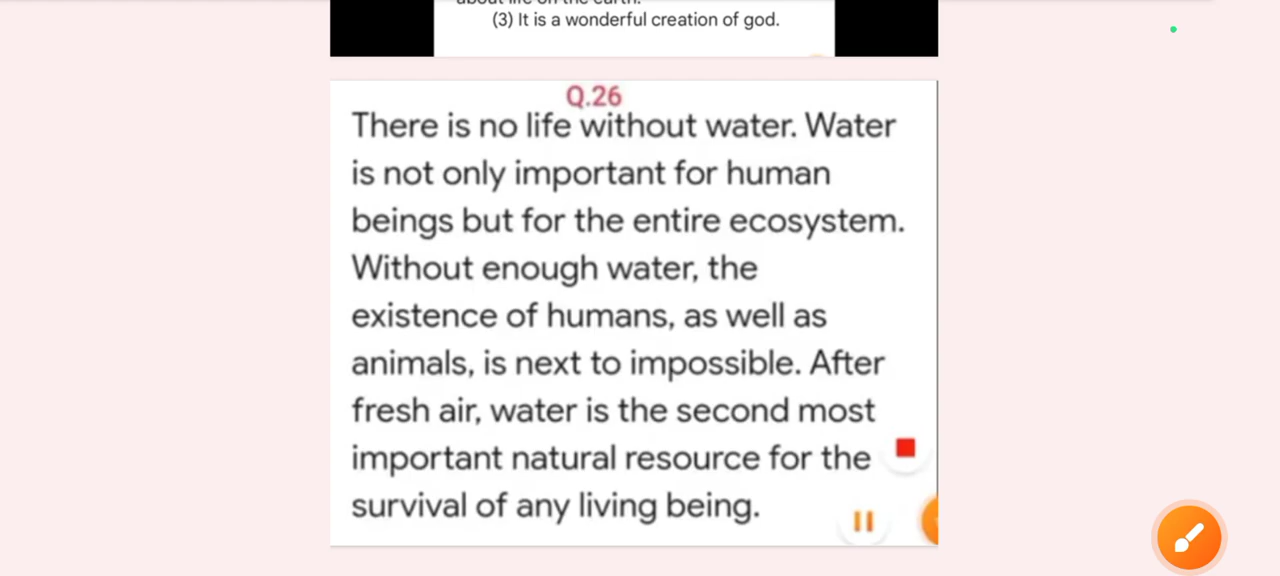 (3) It is a wonderful creation of god.
Q.26
There is no life without water. Water
is not only important for human
beings but for the entire ecosystem.
Without enough water, the
existence of humans, as well as
animals, is next to impossible. After
fresh air, water is the second most
important natural resource for the
survival of any living being.